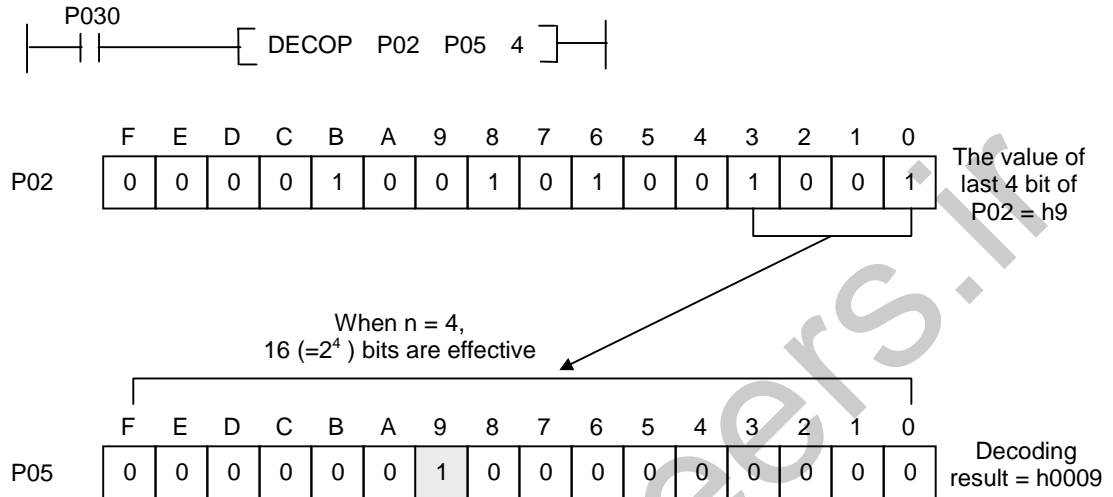 P030
DECOP P02 P05 4
F E D C B A 9 8 7 6 5 4 3 2 1 0
P02 0 0 0 0 1 0 0 1 0 1 0 0 1 0 0 1
The value of
last 4 bit of
P02 = h9
When n = 4,
16 (=2⁴ ) bits are effective
F E D C B A 9 8 7 6 5 4 3 2 1 0
P05 0 0 0 0 0 0 1 0 0 0 0 0 0 0 0 0
Decoding
result = h0009
eers.ir